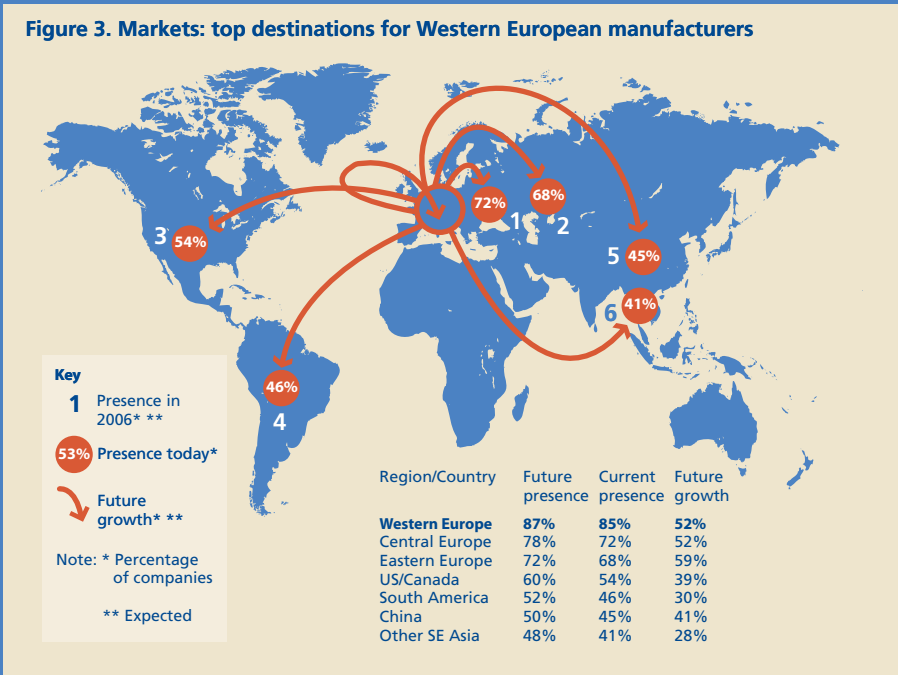 Figure 3. Markets: top destinations for Western European manufacturers
72%
68%
1
2
3
54%
5
45%
41%
6
46%
4
Key
1 Presence in
2006* **
53% Presence today*
Future
growth* **
Note: * Percentage
of companies
** Expected
Region/Country Future Current Future
presence presence growth
Western Europe 87% 85% 52%
Central Europe 78% 72% 52%
Eastern Europe 72% 68% 59%
US/Canada 60% 54% 39%
South America 52% 46% 30%
China 50% 45% 41%
Other SE Asia 48% 41% 28%